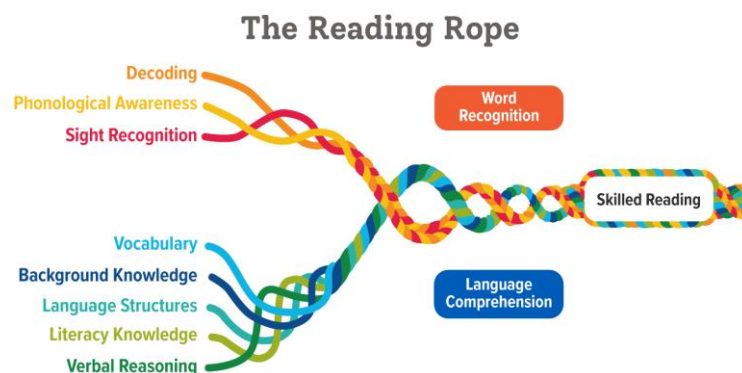 The Reading Rope
Decoding
Phonological Awareness
Sight Recognition
Word
Recognition
Skilled Reading
Vocabulary
Background Knowledge
Language Structures
Literacy Knowledge
Verbal Reasoning
Language
Comprehension